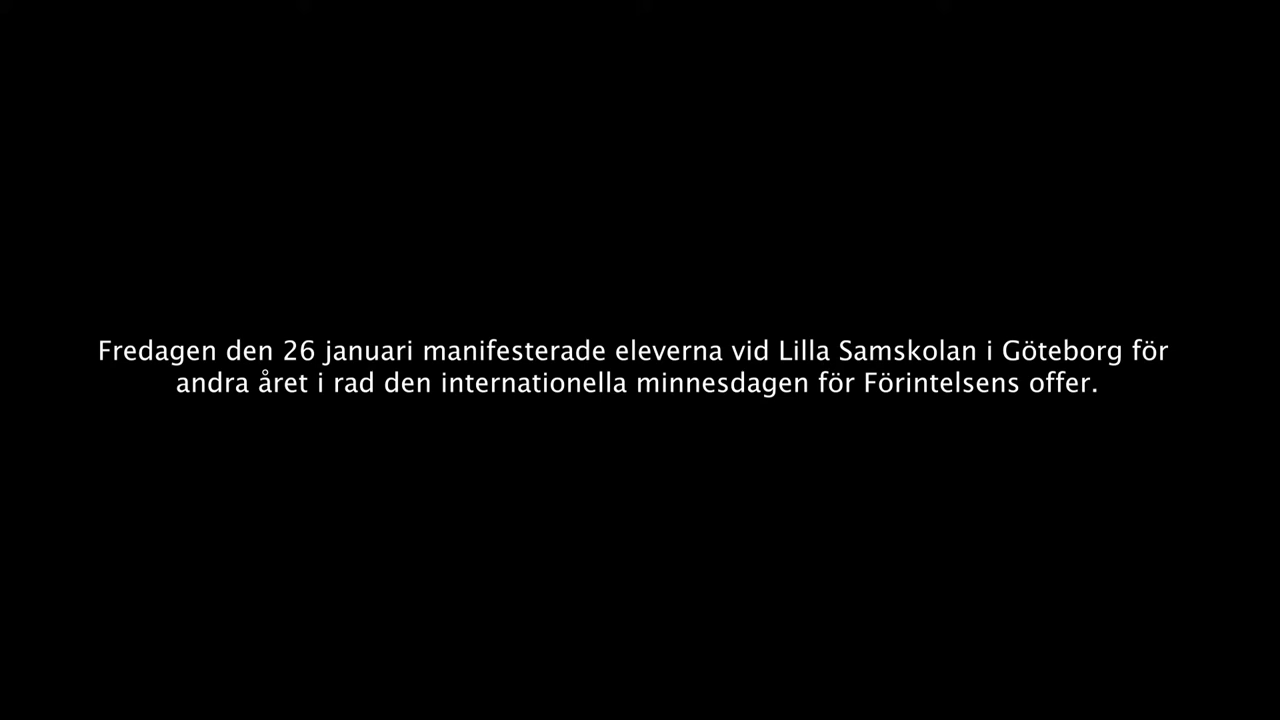 Fredagen den 26 januari manifesterade eleverna vid Lilla Samskolan i Göteborg för
andra året i rad den internationella minnesdagen för Förintelsens offer.